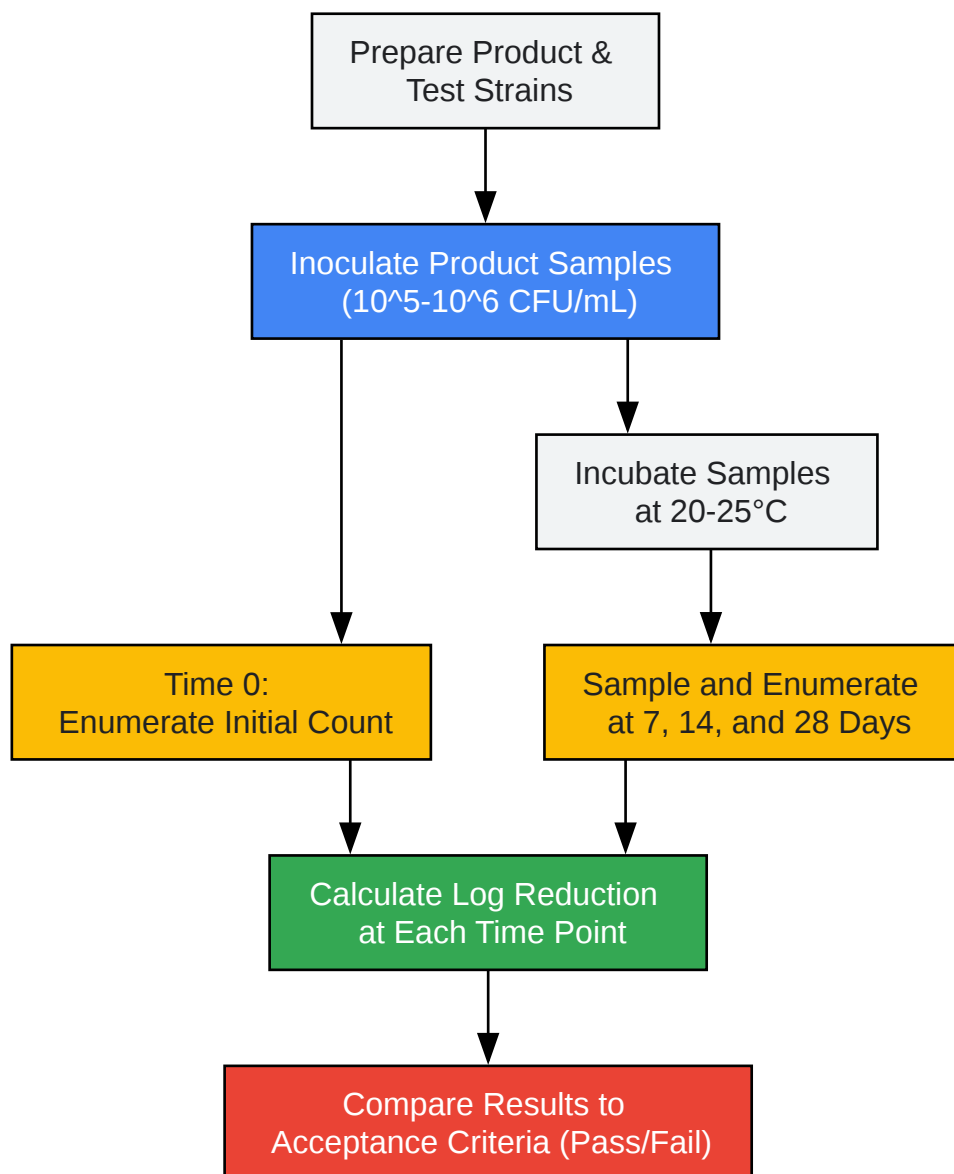 Prepare Product &
Test Strains
Inoculate Product Samples
(10^5-10^6 CFU/mL)
Incubate Samples
at 20-25°C
Time 0:
Enumerate Initial Count
Sample and Enumerate
at 7, 14, and 28 Days
Calculate Log Reduction
at Each Time Point
Compare Results to
Acceptance Criteria (Pass/Fail)